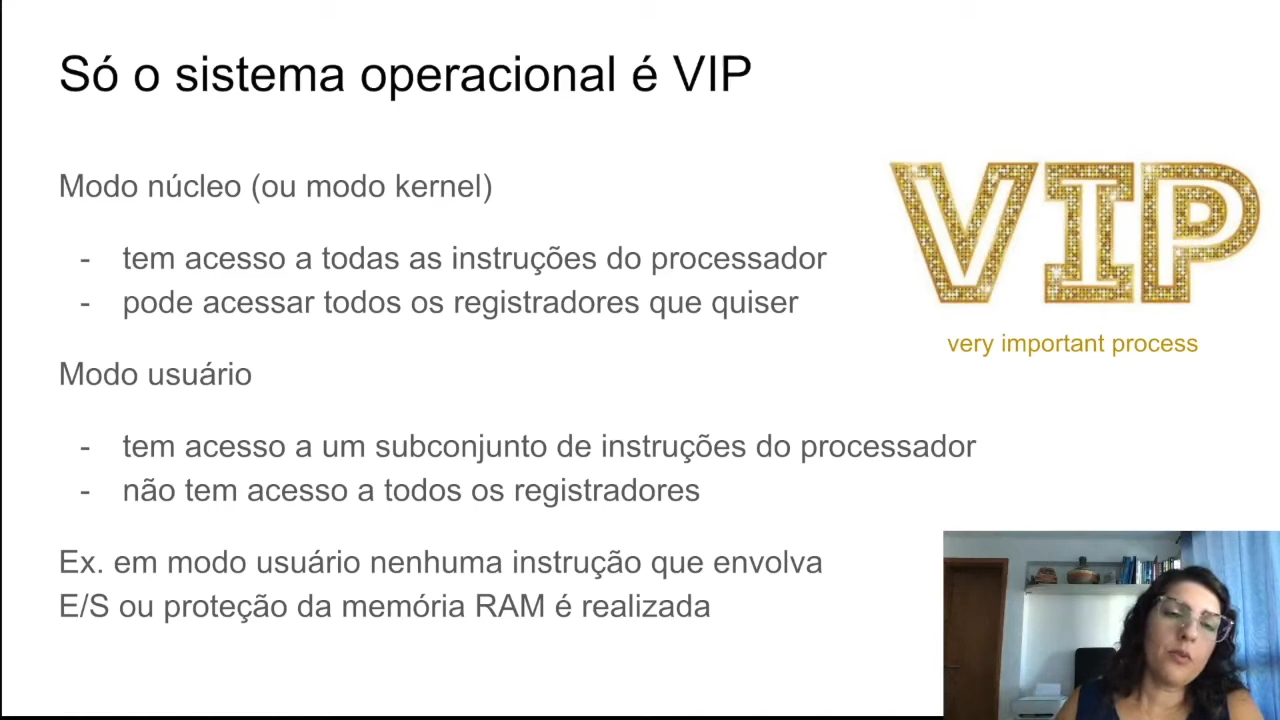 Só o sistema operacional é VIP
Modo núcleo (ou modo kernel)
- tem acesso a todas as instruções do processador
- pode acessar todos os registradores que quiser
VIP
very important process
Modo usuário
- tem acesso a um subconjunto de instruções do processador
- não tem acesso a todos os registradores
Ex. em modo usuário nenhuma instrução que envolva
E/S ou proteção da memória RAM é realizada